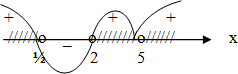 + + +
− x
½ 2 5